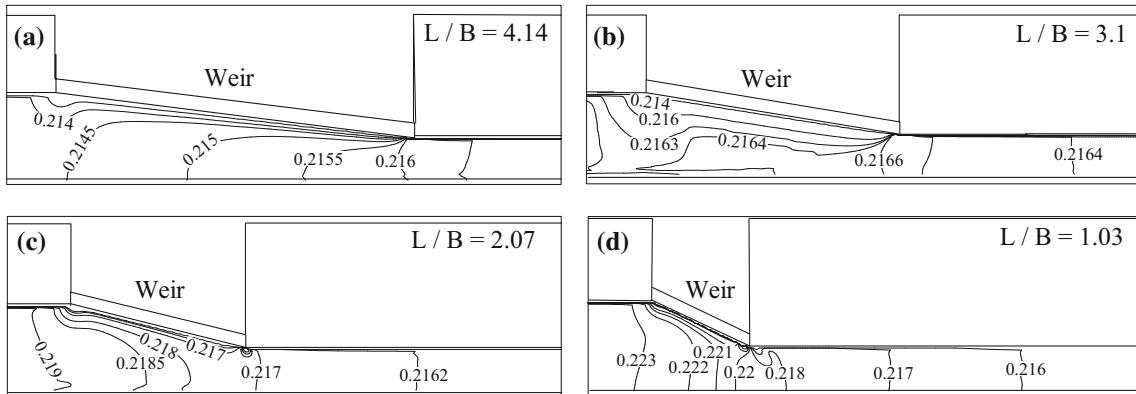 (a)
L / B = 4.14
Weir
0.214
0.2145
0.215
0.2155
0.216
(b)
L / B = 3.1
Weir
0.214
0.216
0.2163
0.2164
0.2166
0.2164
(c)
L / B = 2.07
Weir
0.219
0.2185
0.218
0.217
0.217
0.2162
(d)
L / B = 1.03
Weir
0.223
0.222
0.221
0.22
0.218
0.217
0.216